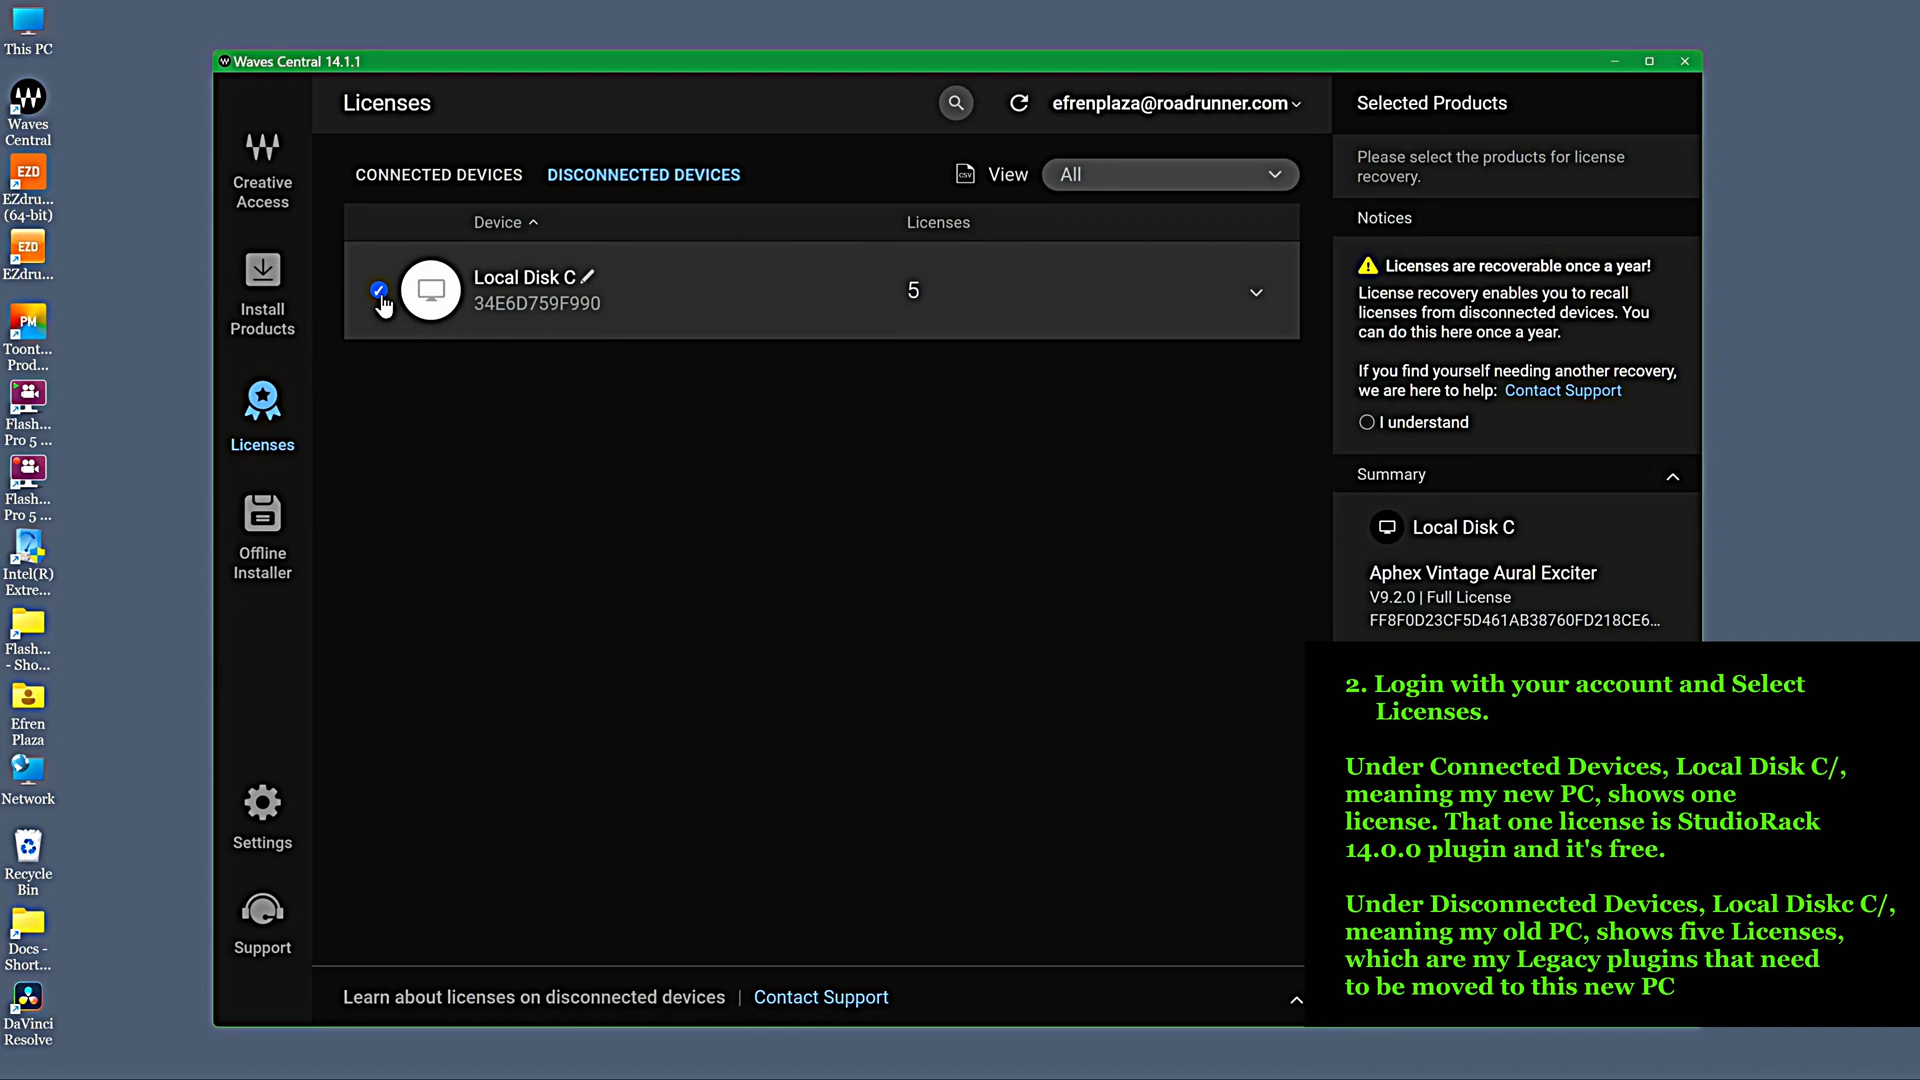 This PC
Waves
Central
EZD
EZdru...
(64-bit)
EZD
EZdru...
PM
Toont...
Prod...
Flash...
Pro 5 ...
Flash...
Pro 5 ...
Intel(R)
Extre...
Flash...
- Sho...
Efren
Plaza
Network
Recycle
Bin
Docs -
Short...
DaVinci
Resolve
Waves Central 14.1.1
Creative
Access
Install
Products
Licenses
Offline
Installer
Settings
Support
Licenses
efrenplaza@roadrunner.com
CONNECTED DEVICES
DISCONNECTED DEVICES
CSV
View
All
Device
Licenses
Local Disk C
5
34E6D759F990
Learn about licenses on disconnected devices | Contact Support
Selected Products
Please select the products for license
recovery.
Notices
Licenses are recoverable once a year!
License recovery enables you to recall
licenses from disconnected devices. You
can do this here once a year.
If you find yourself needing another recovery,
we are here to help: Contact Support
I understand
Summary
Local Disk C
Aphex Vintage Aural Exciter
V9.2.0 | Full License
FF8F0D23CF5D461AB38760FD218CE6...
2. Login with your account and Select
Licenses.
Under Connected Devices, Local Disk C/,
meaning my new PC, shows one
license. That one license is StudioRack
14.0.0 plugin and it's free.
Under Disconnected Devices, Local Diskc C/,
meaning my old PC, shows five Licenses,
which are my Legacy plugins that need
to be moved to this new PC